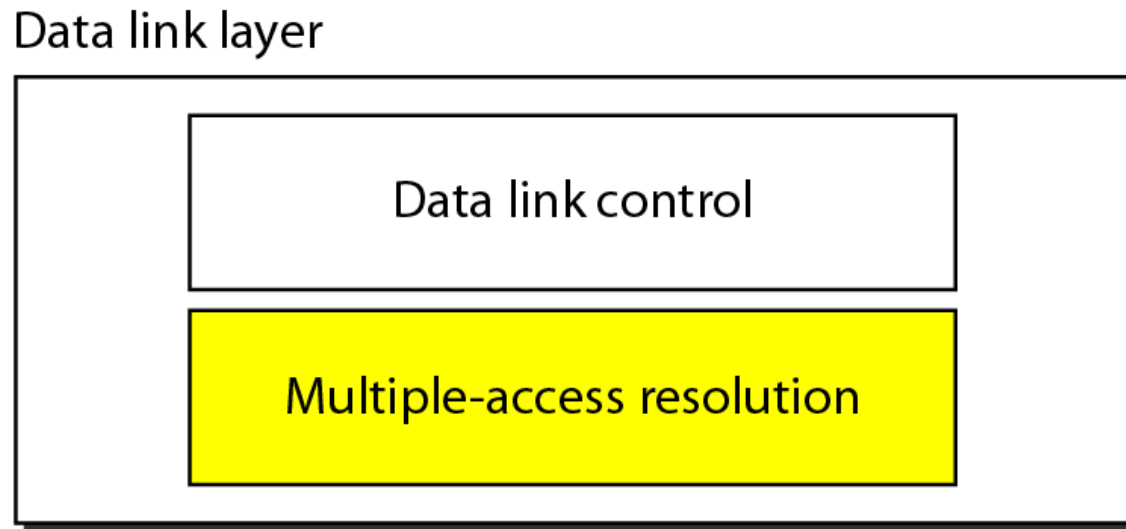 Data link layer
Data link control
Multiple-access resolution